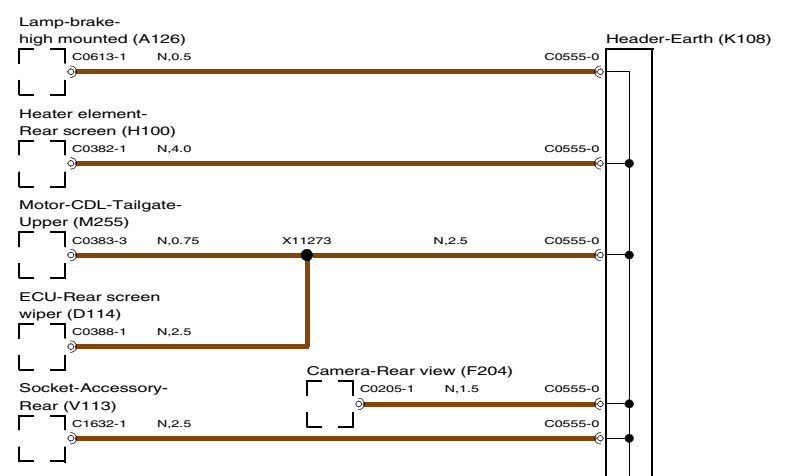 Lamp-brake-
high mounted (A126)
Header-Earth (K108)
C0613-1 N,0.5 C0555-0
Heater element-
Rear screen (H100)
C0382-1 N,4.0 C0555-0
Motor-CDL-Tailgate-
Upper (M255)
C0383-3 N,0.75 X11273 N,2.5 C0555-0
ECU-Rear screen
wiper (D114)
C0388-1 N,2.5
Camera-Rear view (F204)
C0205-1 N,1.5 C0555-0
Socket-Accessory-
Rear (V113)
C1632-1 N,2.5 C0555-0